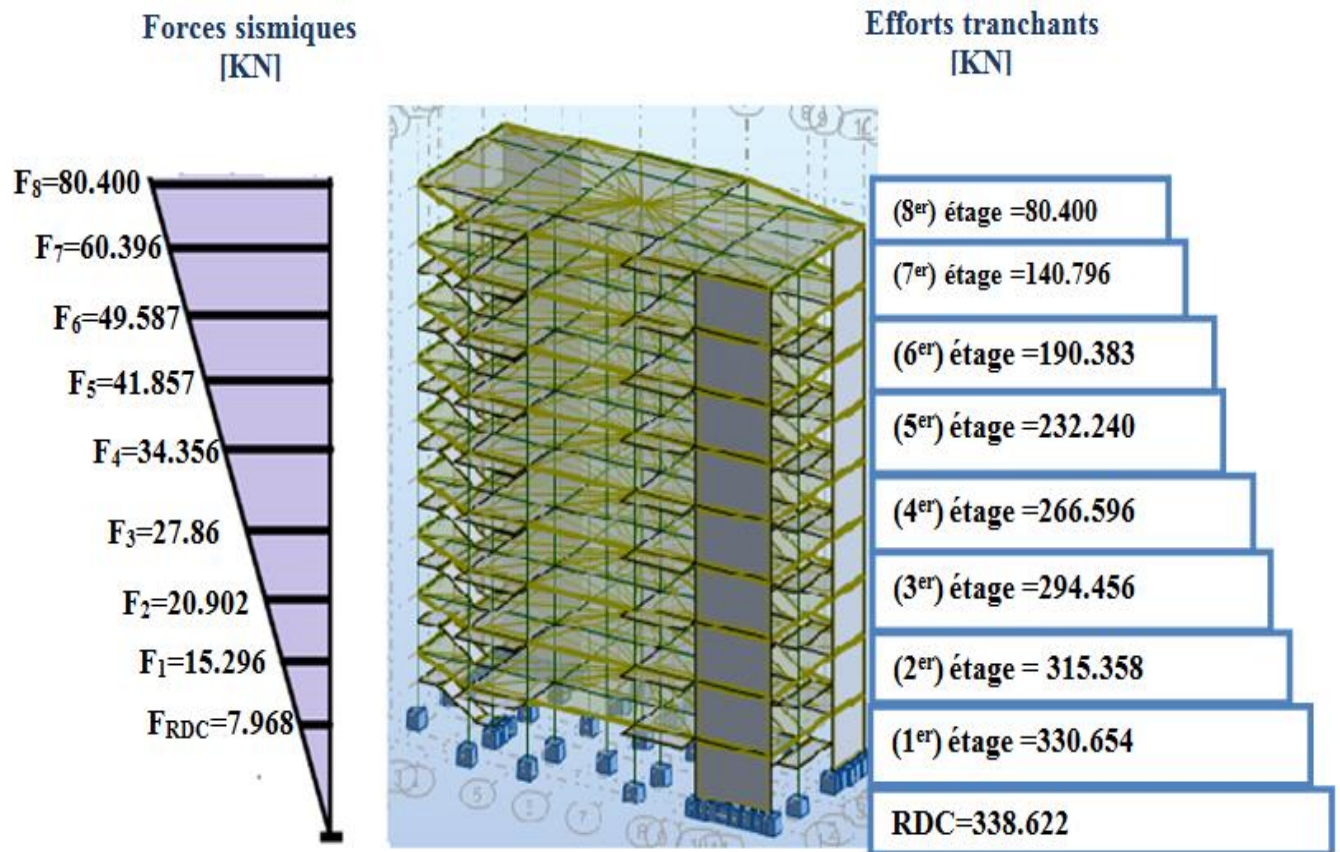 Forces sismiques
[KN]
F8=80.400
F7=60.396
F6=49.587
F5=41.857
F4=34.356
F3=27.86
F2=20.902
F1=15.296
FRDC=7.968
Efforts tranchants
[KN]
(8er) étage =80.400
(7er) étage =140.796
(6er) étage =190.383
(5er) étage =232.240
(4er) étage =266.596
(3er) étage =294.456
(2er) étage = 315.358
(1er) étage =330.654
RDC=338.622
5
7